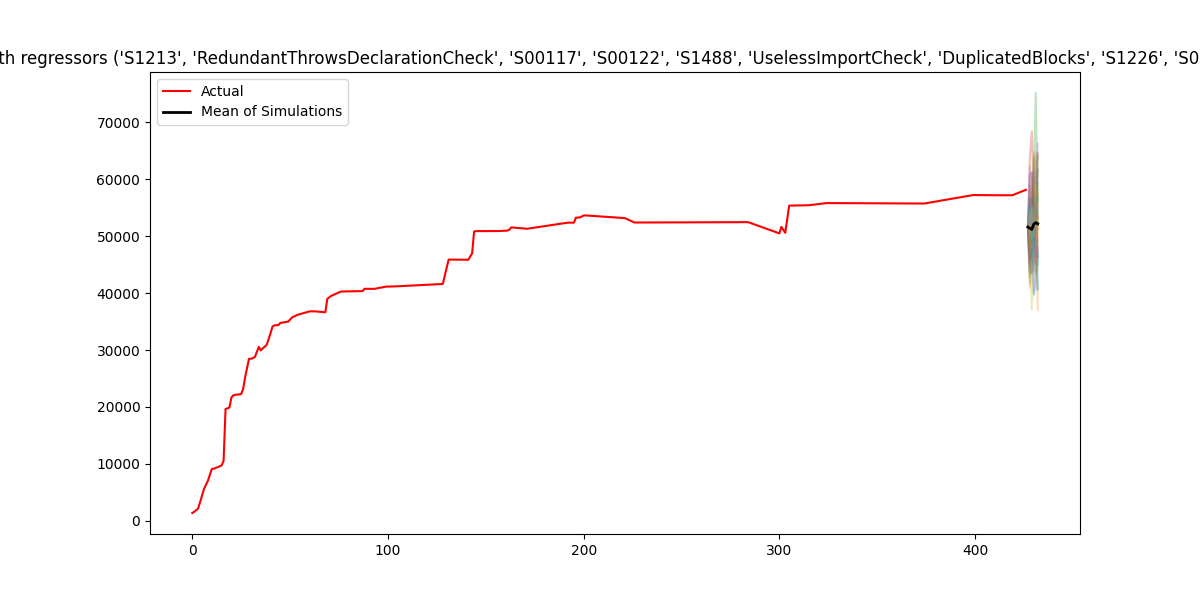 th regressors ('S1213', 'RedundantThrowsDeclarationCheck', 'S00117', 'S00122', 'S1488', 'UselessImportCheck', 'DuplicatedBlocks', 'S1226', 'S0
Actual
Mean of Simulations
70000
60000
50000
40000
30000
20000
10000
0
0 100 200 300 400